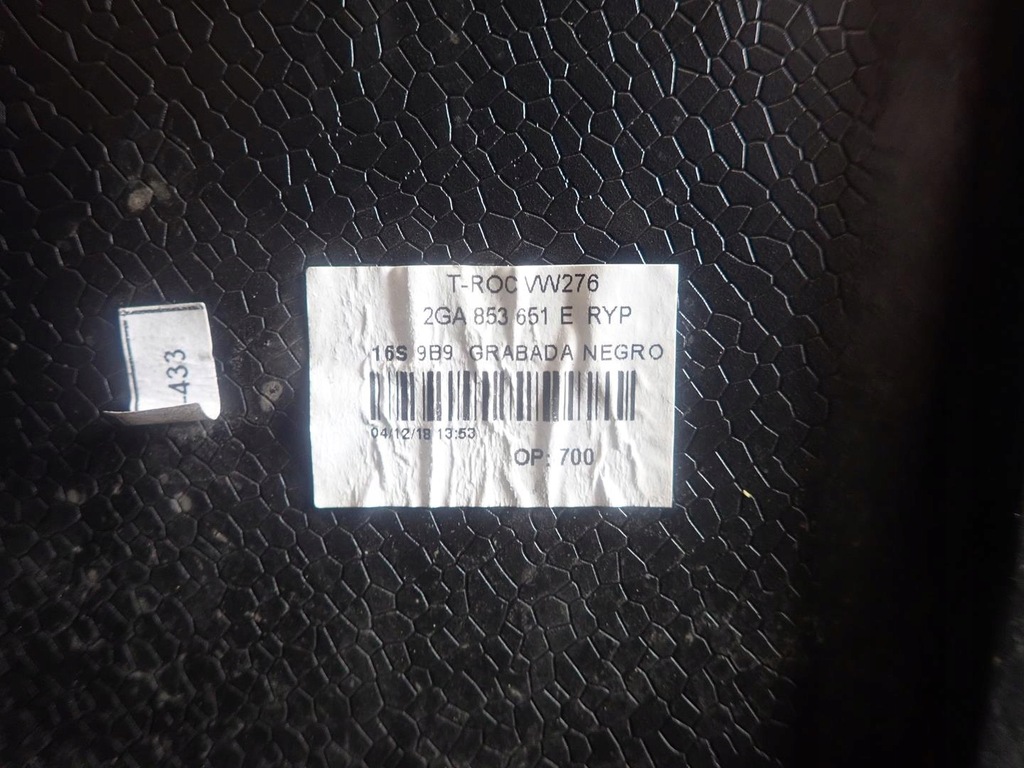 T-ROC VW276
2GA 853 651 E RYP
16S 9B9 GRABADA NEGRO
04/12/18 13:53
OP: 700
-433